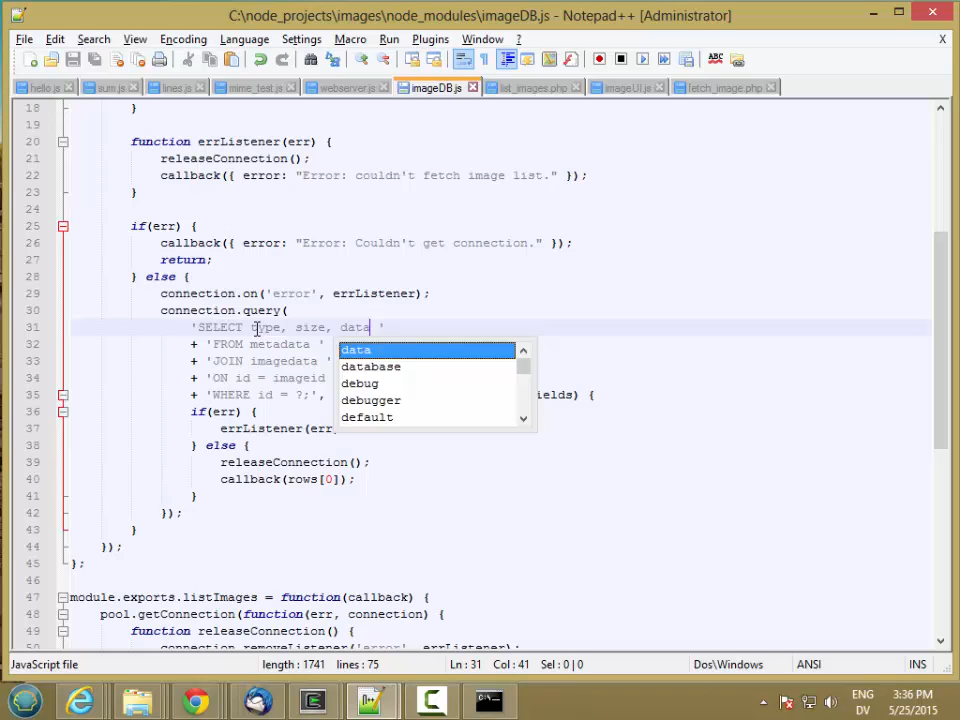 C:\node_projects\images\node_modules\imageDB.js - Notepad++ [Administrator]
File Edit Search View Encoding Language Settings Macro Run Plugins Window ? X
hello.js sum.js lines.js mime_test.js webserver.js imageDB.js list_images.php imageUI.js fetch_image.php
18 }
19
20 function errListener(err) {
21 releaseConnection();
22 callback({ error: "Error: couldn't fetch image list." });
23 }
24
25 if(err) {
26 callback({ error: "Error: Couldn't get connection." });
27 return;
28 } else {
29 connection.on('error', errListener);
30 connection.query(
31 'SELECT type, size, data '
32 + 'FROM metadata '
33 + 'JOIN imagedata '
34 + 'ON id = imageid
35 + 'WHERE id = ?;', ields) {
36 if(err) {
37 errListener(err
38 } else {
39 releaseConnection();
40 callback(rows[0]);
41 }
42 });
43 }
44 });
45 };
46
47 module.exports.listImages = function(callback) {
48 pool.getConnection(function(err, connection) {
49 function releaseConnection() {
50 connection.removeListener('error', errListener);
data
database
debug
debugger
default
JavaScript file length : 1741 lines : 75 Ln : 31 Col : 41 Sel : 0 | 0 Dos\Windows ANSI INS
ENG 3:36 PM
DV 5/25/2015